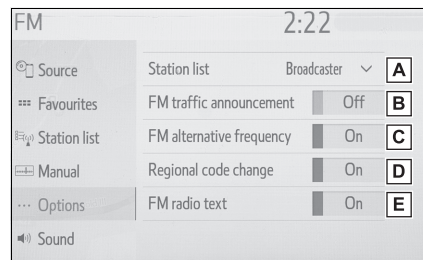 FM 2:22
Source
Favourites
Station list
Manual
Options
Sound
Station list Broadcaster A
FM traffic announcement Off B
FM alternative frequency On C
Regional code change On D
FM radio text On E